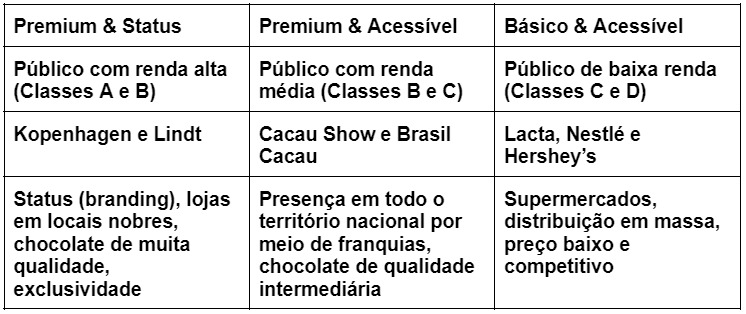 Premium & Status
Premium & Acessível
Básico & Acessível
Público com renda alta
(Classes A e B)
Público com renda
média (Classes B e C)
Público de baixa renda
(Classes C e D)
Kopenhagen e Lindt
Cacau Show e Brasil
Cacau
Lacta, Nestlé e
Hershey’s
Status (branding), lojas
em locais nobres,
chocolate de muita
qualidade,
exclusividade
Presença em todo o
território nacional por
meio de franquias,
chocolate de qualidade
intermediária
Supermercados,
distribuição em massa,
preço baixo e
competitivo